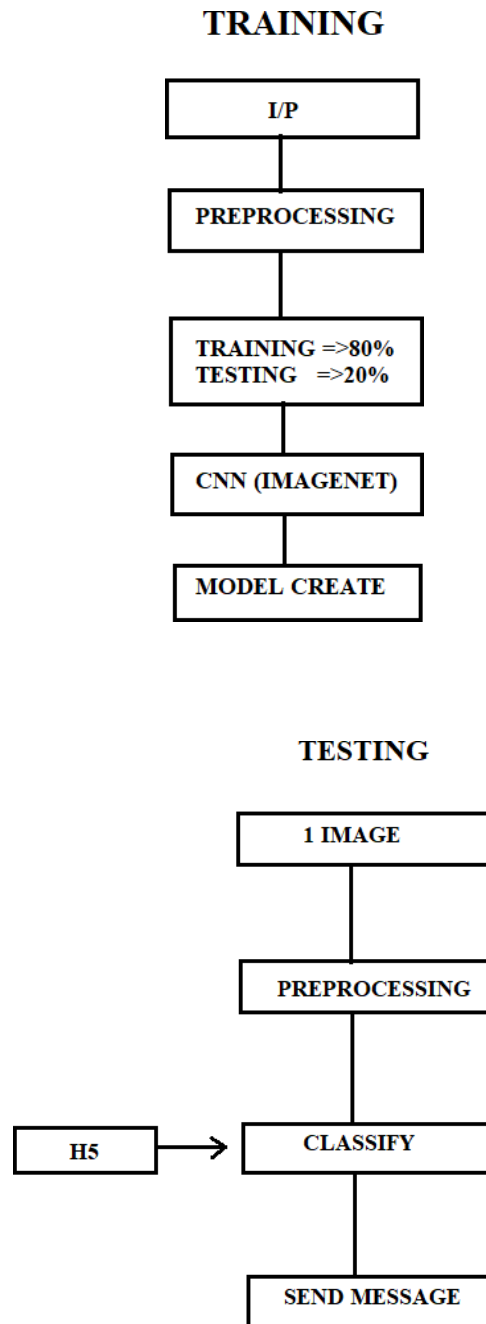 TRAINING
I/P
PREPROCESSING
TRAINING =>80%
TESTING =>20%
CNN (IMAGENET)
MODEL CREATE
TESTING
1 IMAGE
PREPROCESSING
H5
CLASSIFY
SEND MESSAGE